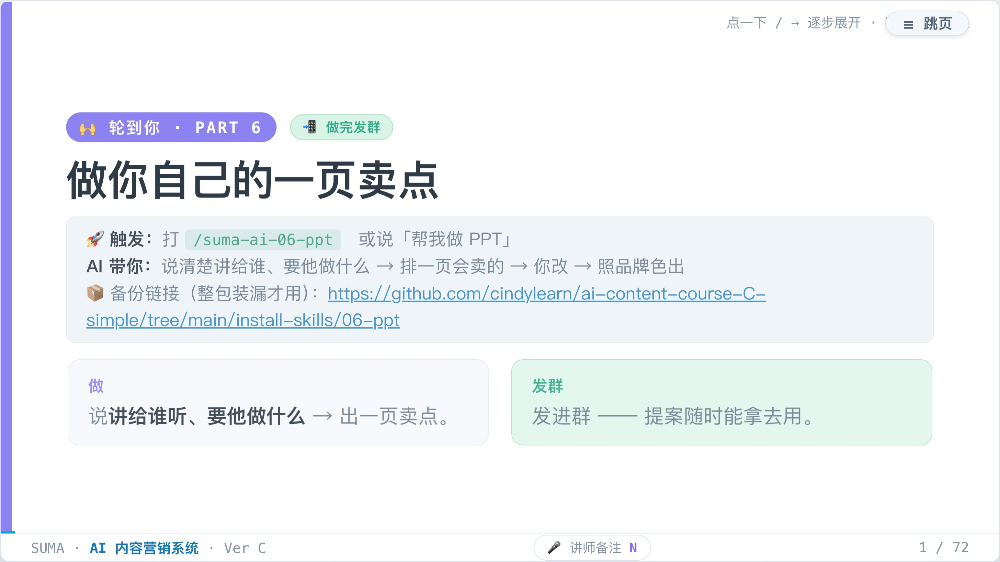 点一下 / → 逐步展开 ·
≡ 跳页
🙌 轮到你 · PART 6
📲 做完发群
做你自己的一页卖点
🚀 触发：打 /suma-ai-06-ppt 或说「帮我做 PPT」
AI 带你：说清楚讲给谁、要他做什么 → 排一页会卖的 → 你改 → 照品牌色出
📦 备份链接（整包装漏才用）：https://github.com/cindylearn/ai-content-course-C-
simple/tree/main/install-skills/06-ppt
做
说讲给谁听、要他做什么 → 出一页卖点。
发群
发进群 —— 提案随时能拿去用。
SUMA · AI 内容营销系统 · Ver C
🎤 讲师备注 N
1 / 72